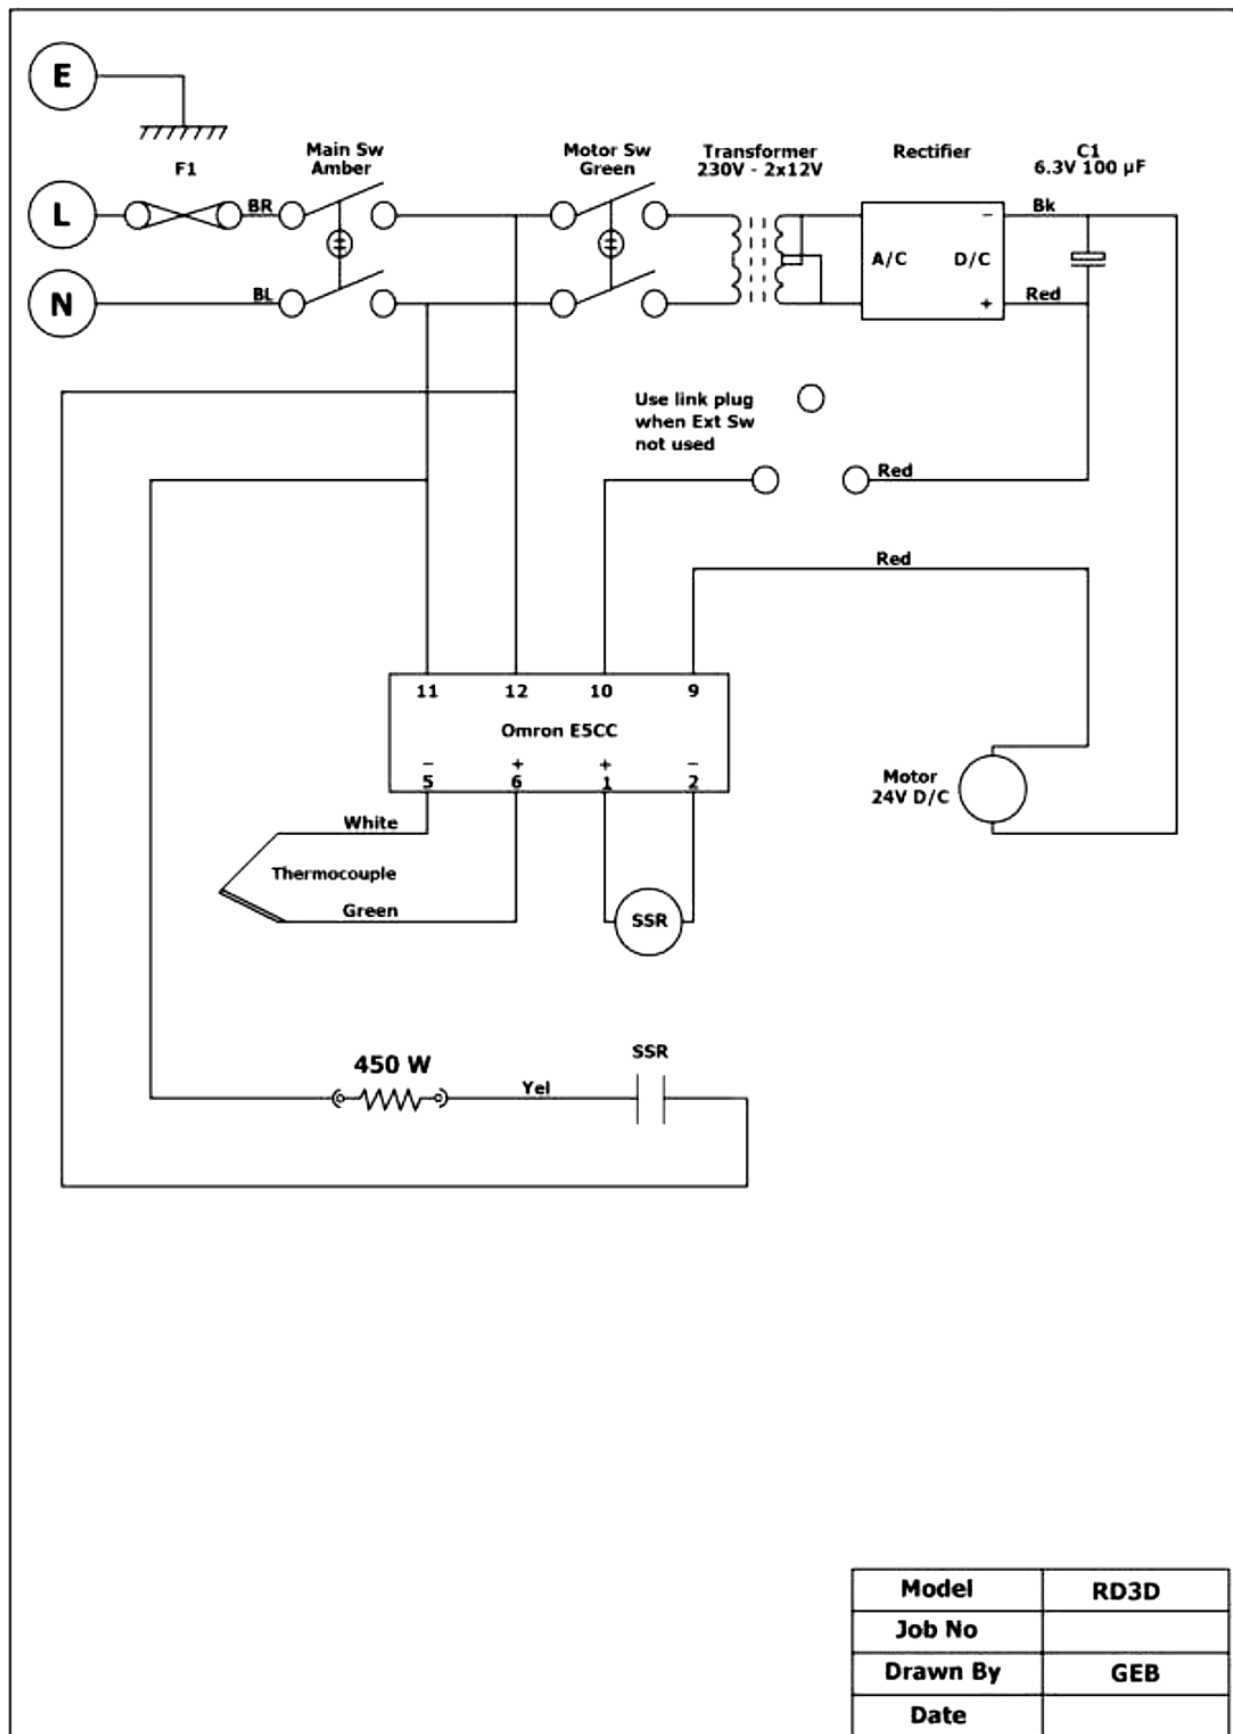 E
F1
Main Sw
Amber
Motor Sw
Green
Transformer
230V - 2x12V
Rectifier
C1
6.3V 100 µF
L
BR
Bk
A/C
D/C
−
+
N
BL
Red
Use link plug
when Ext Sw
not used
Red
Red
11
12
10
9
Omron E5CC
− + + −
5 6 1 2
Motor
24V D/C
White
Thermocouple
Green
SSR
450 W
SSR
Yel
Model RD3D
Job No
Drawn By GEB
Date